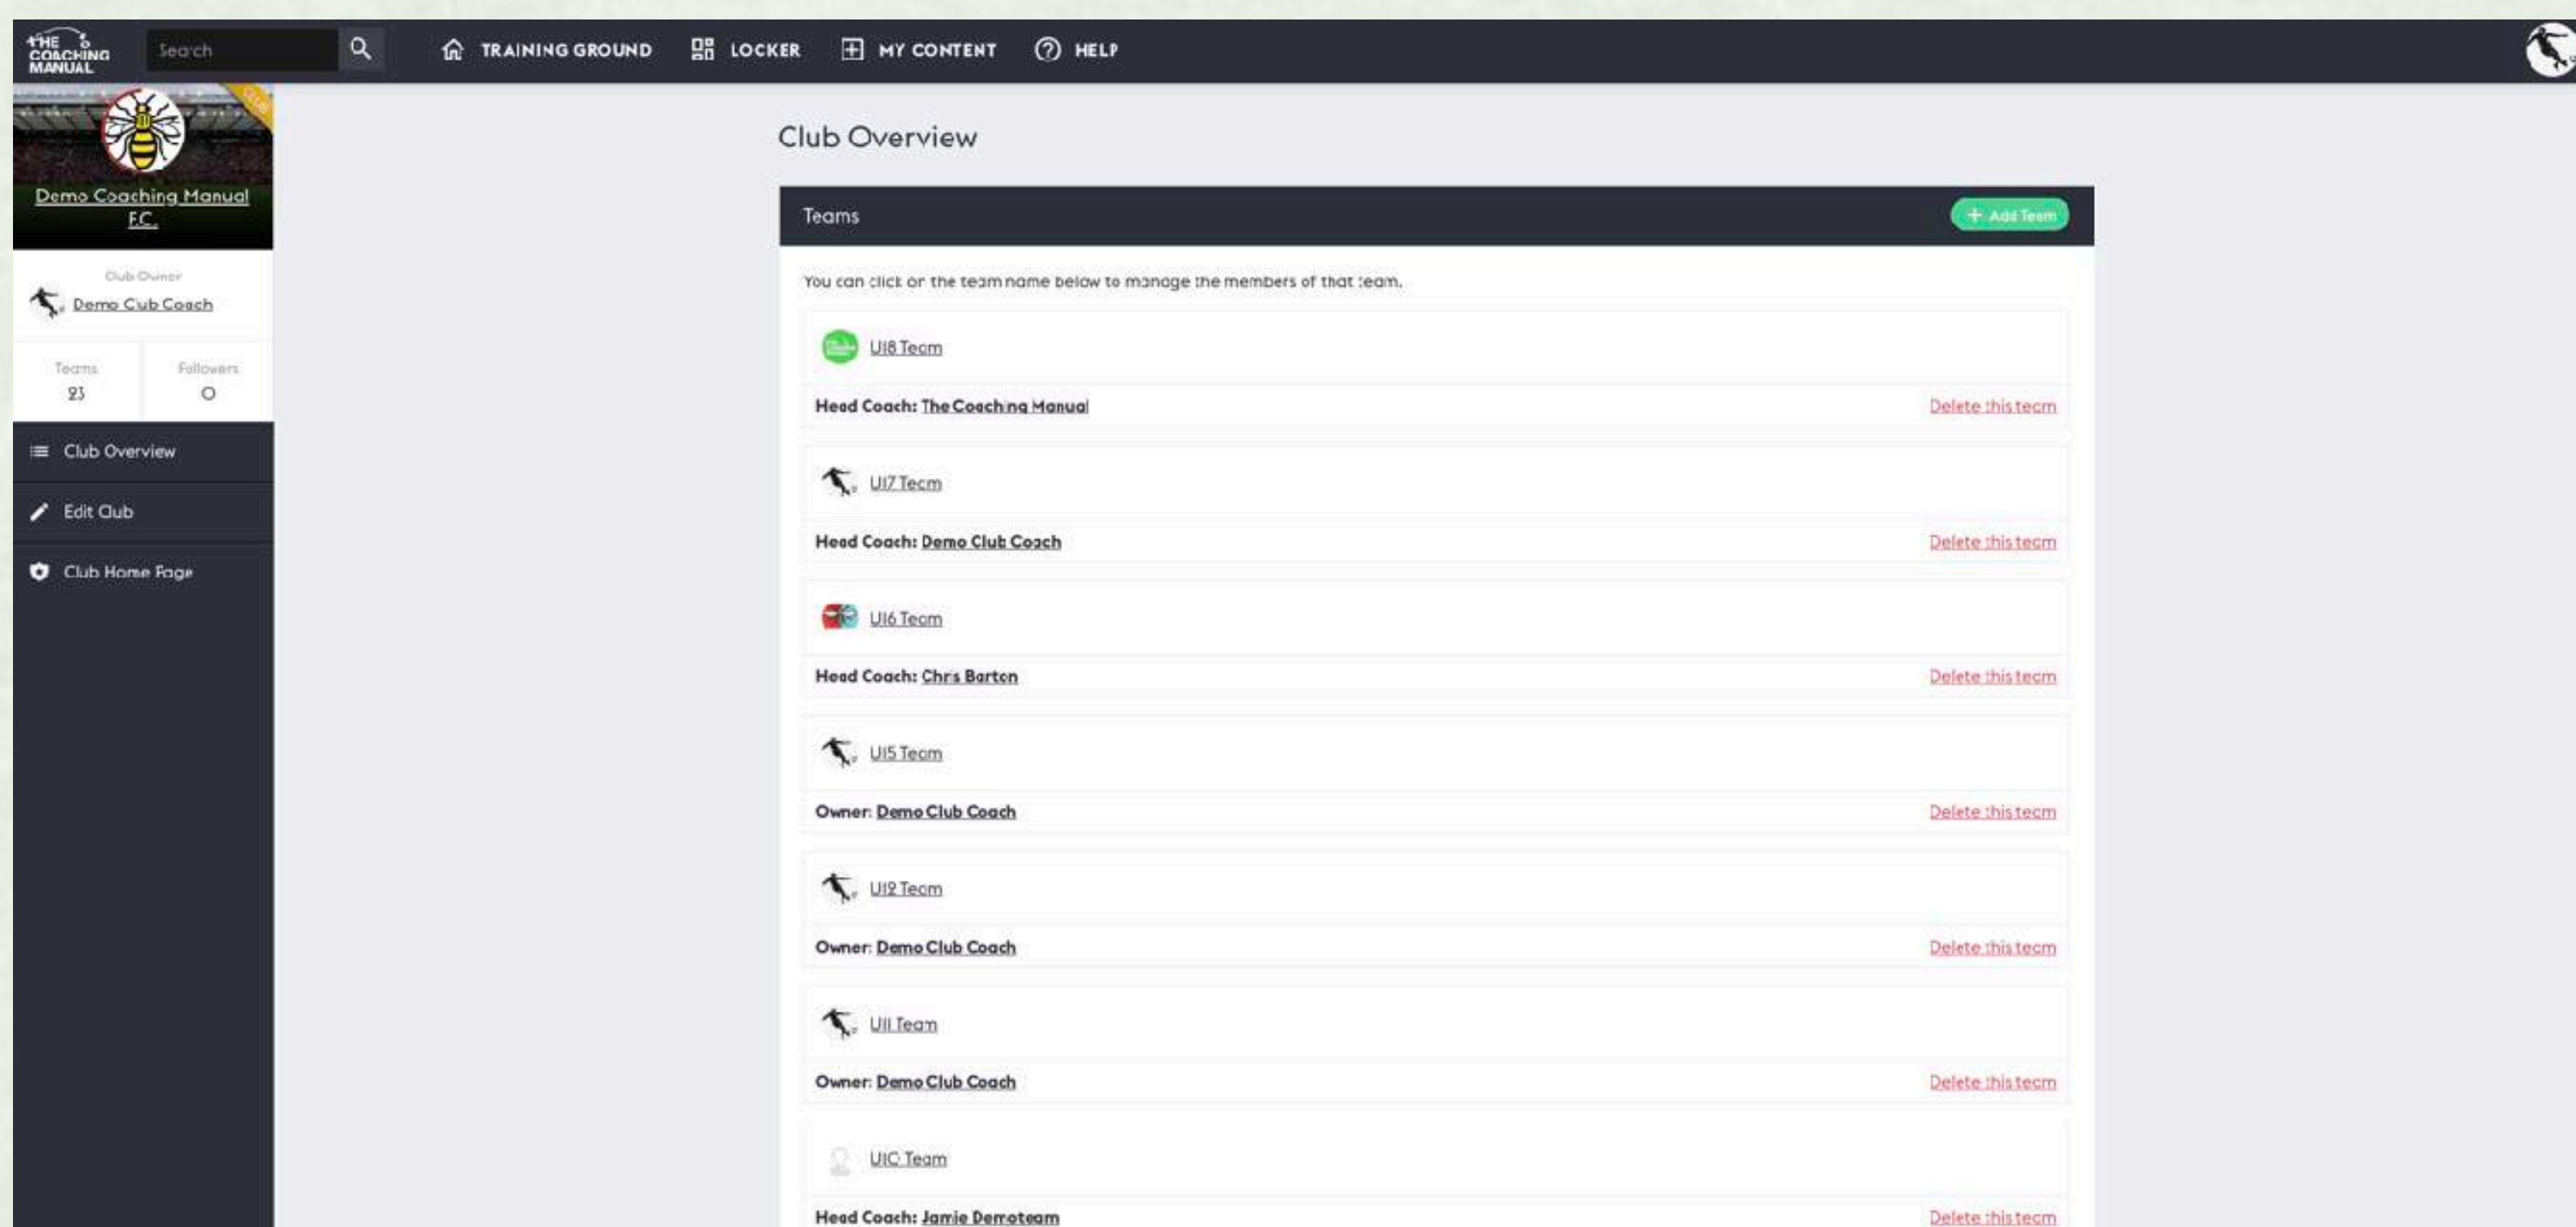 THE
COACHING
MANUAL
Search
TRAINING GROUND
LOCKER
MY CONTENT
HELP
CLUB
Demo Coaching Manual
F.C.
Club Owner
Demo Club Coach
Teams
23
Followers
0
Club Overview
Edit Club
Club Home Page
Club Overview
Teams
+ Add Team
You can click on the team name below to manage the members of that team.
U18 Team
Head Coach: The Coaching Manual
Delete this team
U17 Team
Head Coach: Demo Club Coach
Delete this team
U16 Team
Head Coach: Chris Barton
Delete this team
U15 Team
Owner: Demo Club Coach
Delete this team
U12 Team
Owner: Demo Club Coach
Delete this team
U11 Team
Owner: Demo Club Coach
Delete this team
U10 Team
Head Coach: Jamie Demoteam
Delete this team